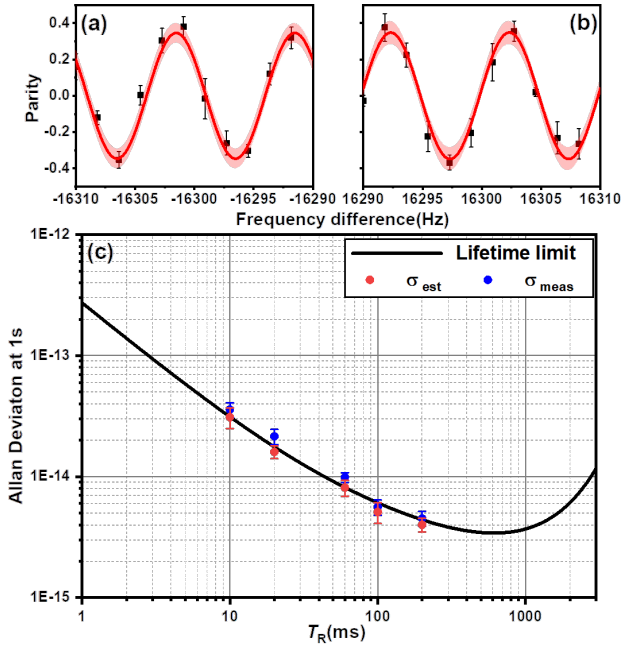 (a)
(b)
Parity
0.4
0.2
0.0
-0.2
-0.4
-16310
-16305
-16300
-16295
-16290
16290
16295
16300
16305
16310
Frequency difference(Hz)
(c)
Lifetime limit
σest
σmeas
Allan Deviaton at 1s
1E-12
1E-13
1E-14
1E-15
1
10
100
1000
TR(ms)